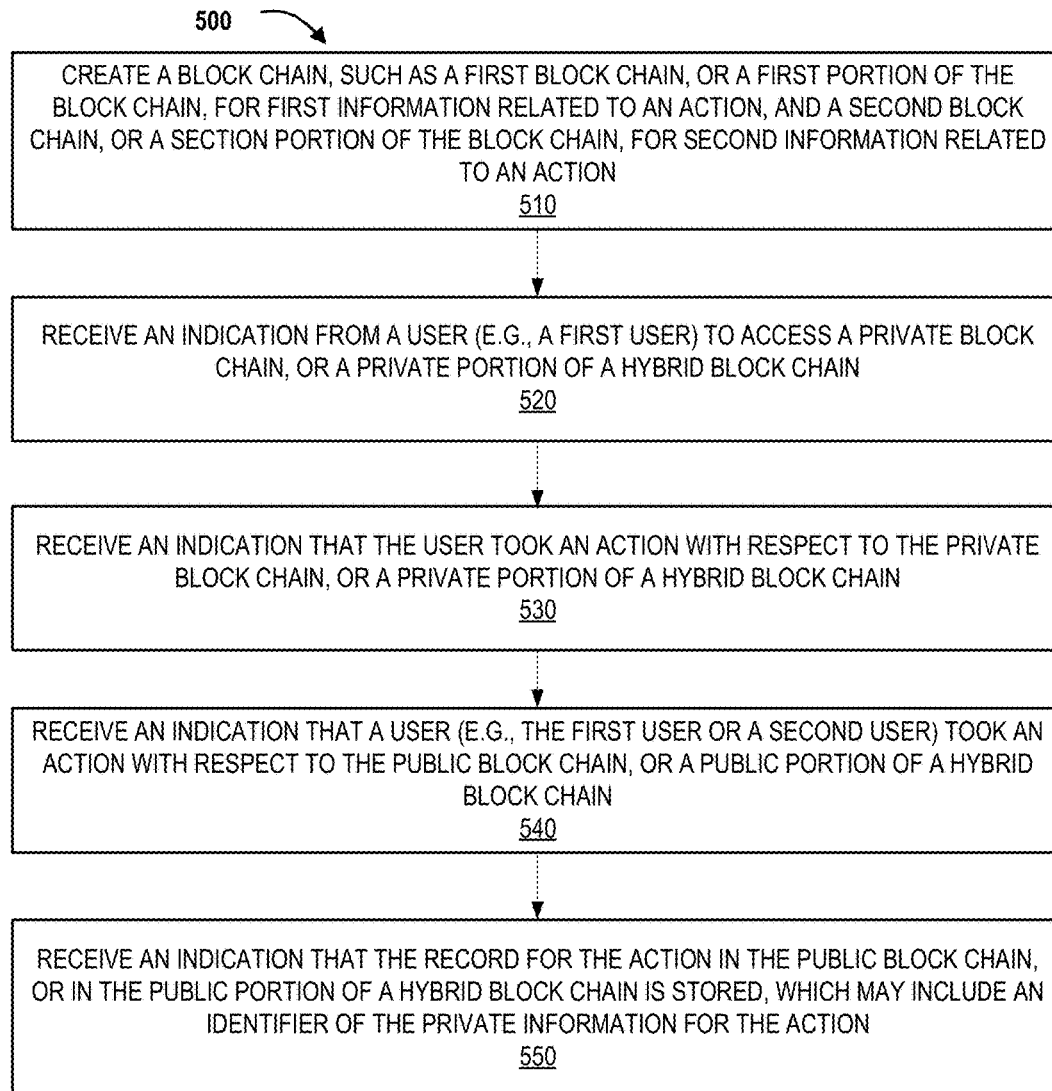 500
CREATE A BLOCK CHAIN, SUCH AS A FIRST BLOCK CHAIN, OR A FIRST PORTION OF THE
BLOCK CHAIN, FOR FIRST INFORMATION RELATED TO AN ACTION, AND A SECOND BLOCK
CHAIN, OR A SECTION PORTION OF THE BLOCK CHAIN, FOR SECOND INFORMATION RELATED
TO AN ACTION
510
RECEIVE AN INDICATION FROM A USER (E.G., A FIRST USER) TO ACCESS A PRIVATE BLOCK
CHAIN, OR A PRIVATE PORTION OF A HYBRID BLOCK CHAIN
520
RECEIVE AN INDICATION THAT THE USER TOOK AN ACTION WITH RESPECT TO THE PRIVATE
BLOCK CHAIN, OR A PRIVATE PORTION OF A HYBRID BLOCK CHAIN
530
RECEIVE AN INDICATION THAT A USER (E.G., THE FIRST USER OR A SECOND USER) TOOK AN
ACTION WITH RESPECT TO THE PUBLIC BLOCK CHAIN, OR A PUBLIC PORTION OF A HYBRID
BLOCK CHAIN
540
RECEIVE AN INDICATION THAT THE RECORD FOR THE ACTION IN THE PUBLIC BLOCK CHAIN,
OR IN THE PUBLIC PORTION OF A HYBRID BLOCK CHAIN IS STORED, WHICH MAY INCLUDE AN
IDENTIFIER OF THE PRIVATE INFORMATION FOR THE ACTION
550